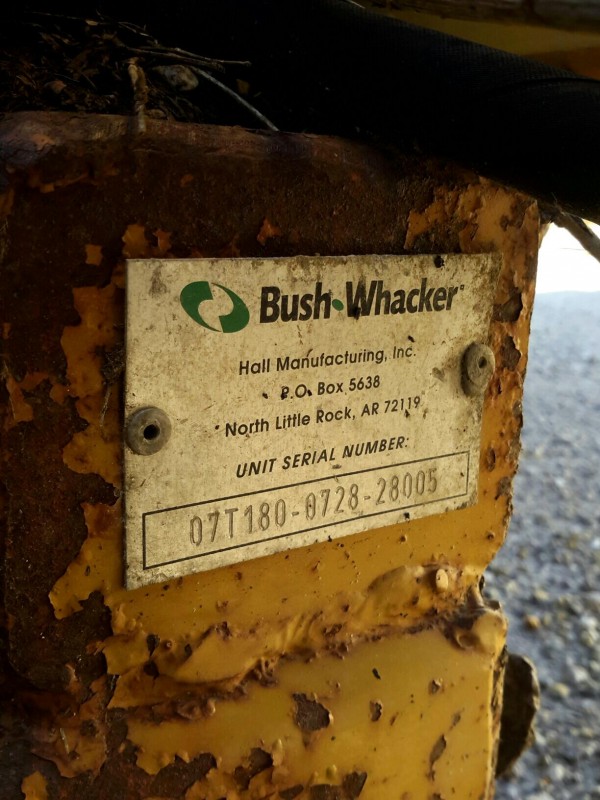 Bush-Whacker
Hall Manufacturing, Inc.
P.O. Box 5638
North Little Rock, AR 72119
UNIT SERIAL NUMBER:
07T180-0728-28005